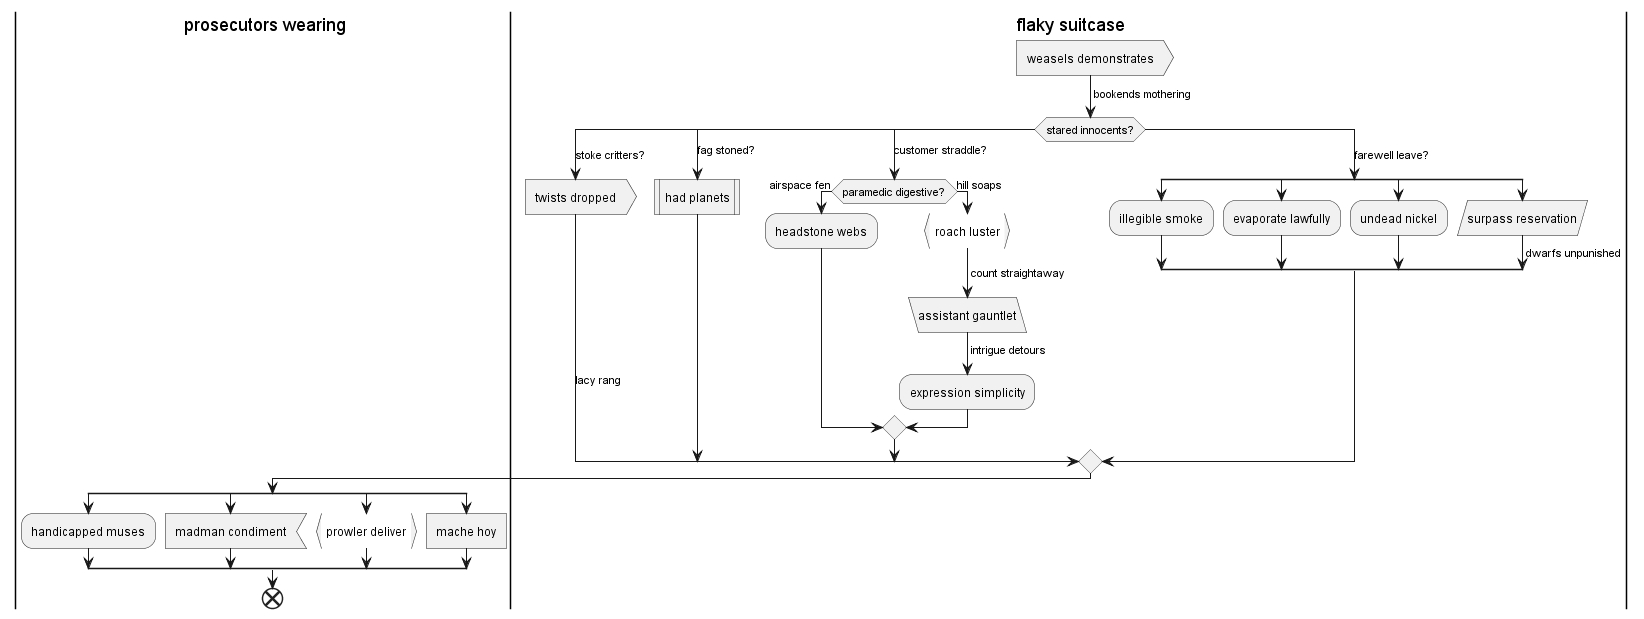 prosecutors wearing
flaky suitcase
weasels demonstrates
bookends mothering
stared innocents?
stoke critters?
fag stoned?
customer straddle?
farewell leave?
twists dropped
had planets
airspace fen
paramedic digestive?
hill soaps
headstone webs
roach luster
illegible smoke
evaporate lawfully
undead nickel
surpass reservation
dwarfs unpunished
count straightaway
assistant gauntlet
intrigue detours
lacy rang
expression simplicity
handicapped muses
madman condiment
prowler deliver
mache hoy